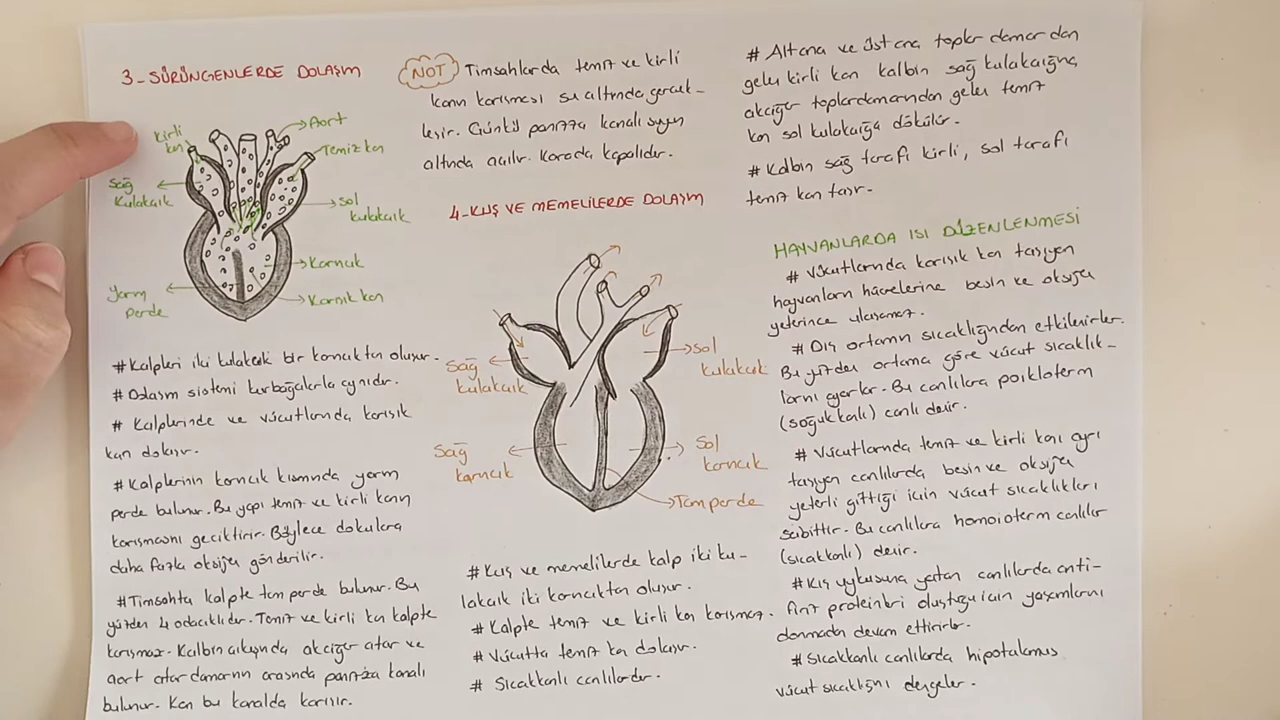 3- SÜRÜNGENLERDE DOLAŞIM
kirli
kan
Aort
Temiz kan
Sağ
kulakçık
Sol
kulakçık
Karıncık
Yarım
perde
Karışık kan
# Kalpleri iki kulakçık bir karıncıktan oluşur.
# Dolaşım sistemi kurbağalarla aynıdır.
# Kalplerinde ve vücutlarında karışık
kan dolaşır.
# Kalplerinin karıncık kısmında yarım
perde bulunur. Bu yapı temiz ve kirli kanın
karışmasını geciktirir. Böylece dokulara
daha fazla oksijen gönderilir.
# Timsahta kalpte tam perde bulunur. Bu
yüzden 4 odacıklıdır. Temiz ve kirli kan kalpte
karışmaz. Kalbin çıkışında akciğer atar ve
aort atar damarının arasında panizza kanalı
bulunur. Kan bu kanalda karışır.
NOT Timsahlarda temiz ve kirli
kanın karışması su altında gerçek-
leşir. Çünkü panizza kanalı suyun
altında açılır. Karada kapalıdır.
4- KUŞ VE MEMELİLERDE DOLAŞIM
Sağ
kulakçık
Sol
kulakçık
Sağ
karıncık
Sol
karıncık
Tam perde
# Kuş ve memelilerde kalp iki ku-
lakçık iki karıncıktan oluşur.
# Kalpte temiz ve kirli kan karışmaz.
# Vücutta temiz kan dolaşır.
# Sıcakkanlı canlılardır.
# Alt ana ve üst ana toplar damardan
gelen kirli kan kalbin sağ kulakçığına
akciğer toplardamarından gelen temiz
kan sol kulakçığa dökülür.
# Kalbin sağ tarafı kirli, sol tarafı
temiz kan taşır.
HAYVANLARDA ISI DÜZENLENMESİ
# Vücutlarında karışık kan taşıyan
hayvanların hücrelerine besin ve oksijen
yeterince ulaşamaz.
# Dış ortamın sıcaklığından etkilenirler.
Bu yüzden ortama göre vücut sıcaklık-
larını ayarlar. Bu canlılara poikloterm
(soğukkanlı) canlı denir.
# Vücutlarında temiz ve kirli kanı ayrı
taşıyan canlılarda besin ve oksijen
yeterli gittiği için vücut sıcaklıkları
sabittir. Bu canlılara homoioterm canlılar
(sıcakkanlı) denir.
# Kış uykusuna yatan canlılarda anti-
firiz proteinleri oluştuğu için yaşamlarını
donmadan devam ettirirler.
# Sıcakkanlı canlılarda hipotalamus
vücut sıcaklığını dengeler.